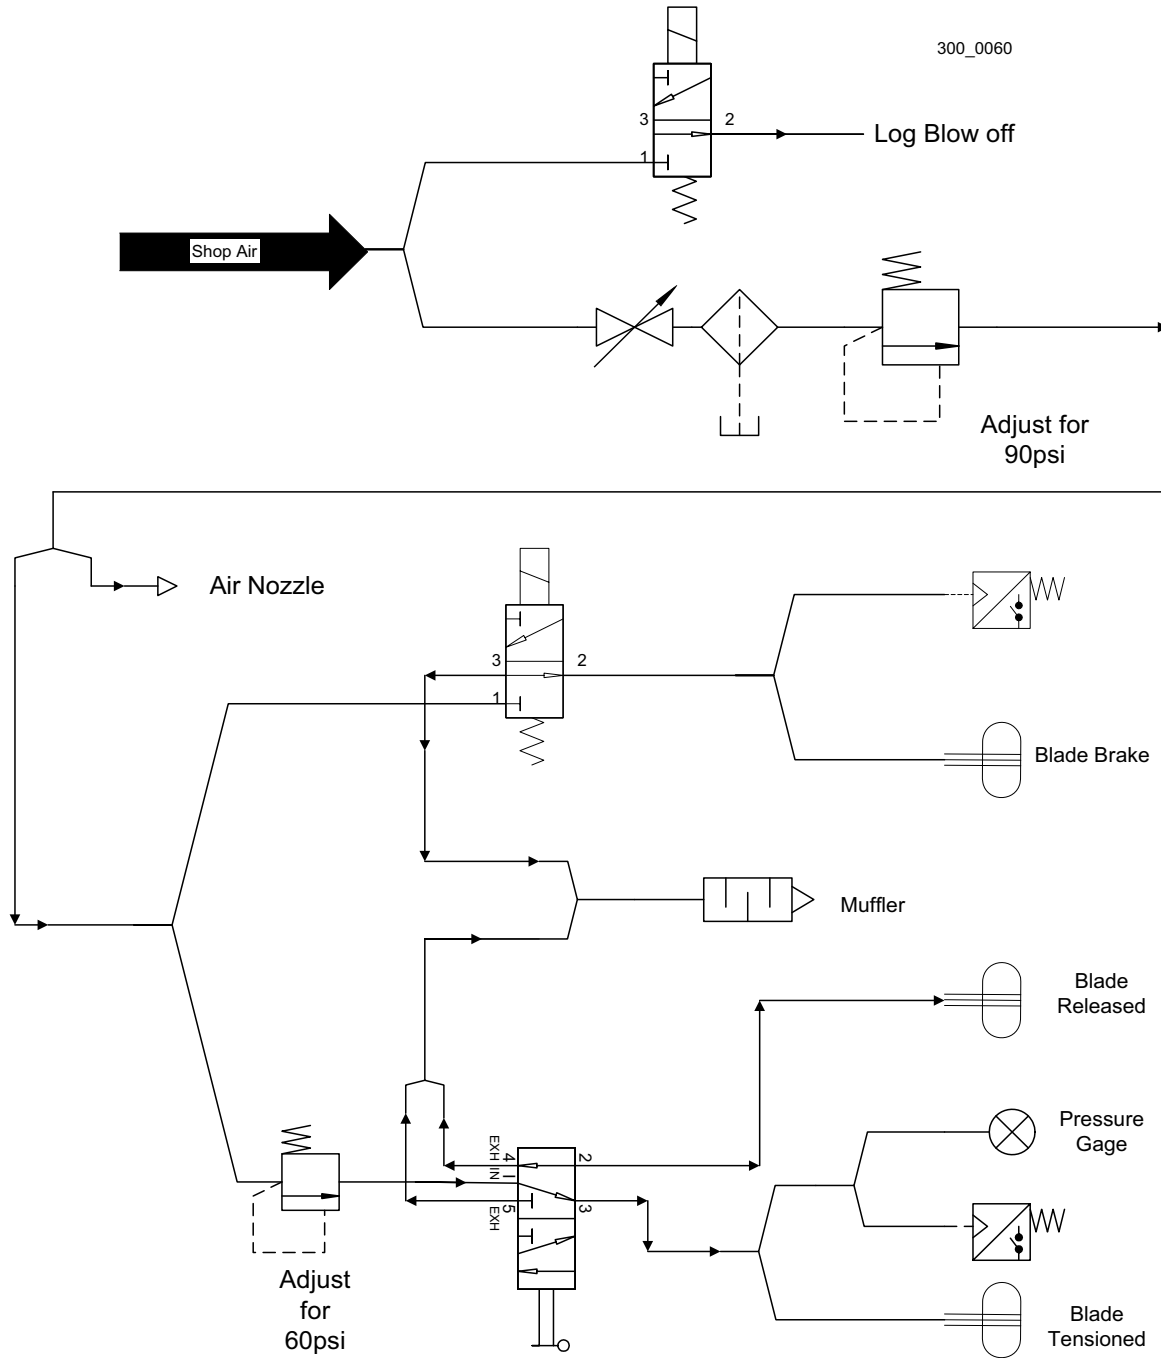 300_0060
3
2
Log Blow off
1
Shop Air
Adjust for
90psi
Air Nozzle
3
2
1
Blade Brake
Muffler
Blade
Released
Pressure
Gage
EXH
4
2
IN
1
3
5
EXH
Adjust
for
60psi
Blade
Tensioned